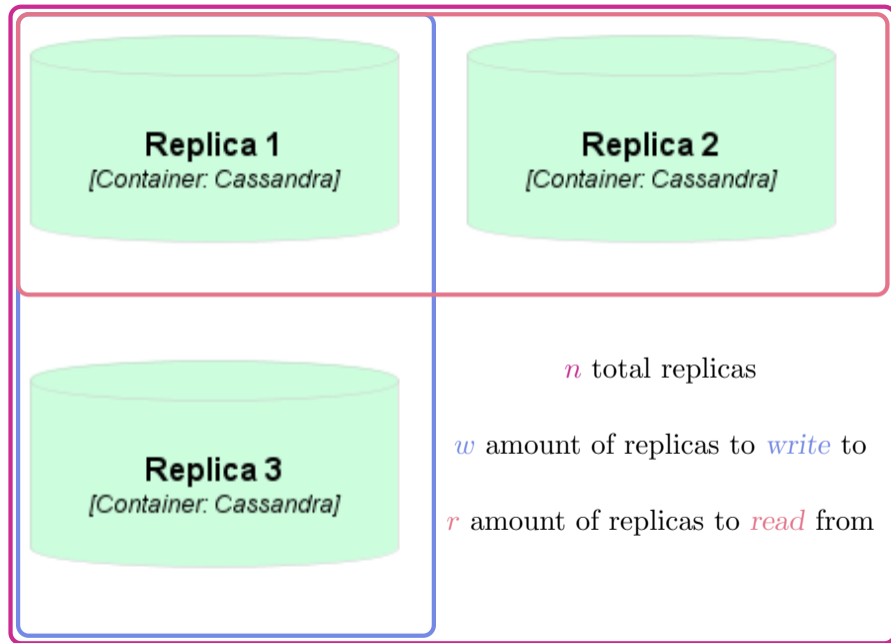 Replica 1
[Container: Cassandra]
Replica 2
[Container: Cassandra]
Replica 3
[Container: Cassandra]
n total replicas
w amount of replicas to write to
r amount of replicas to read from